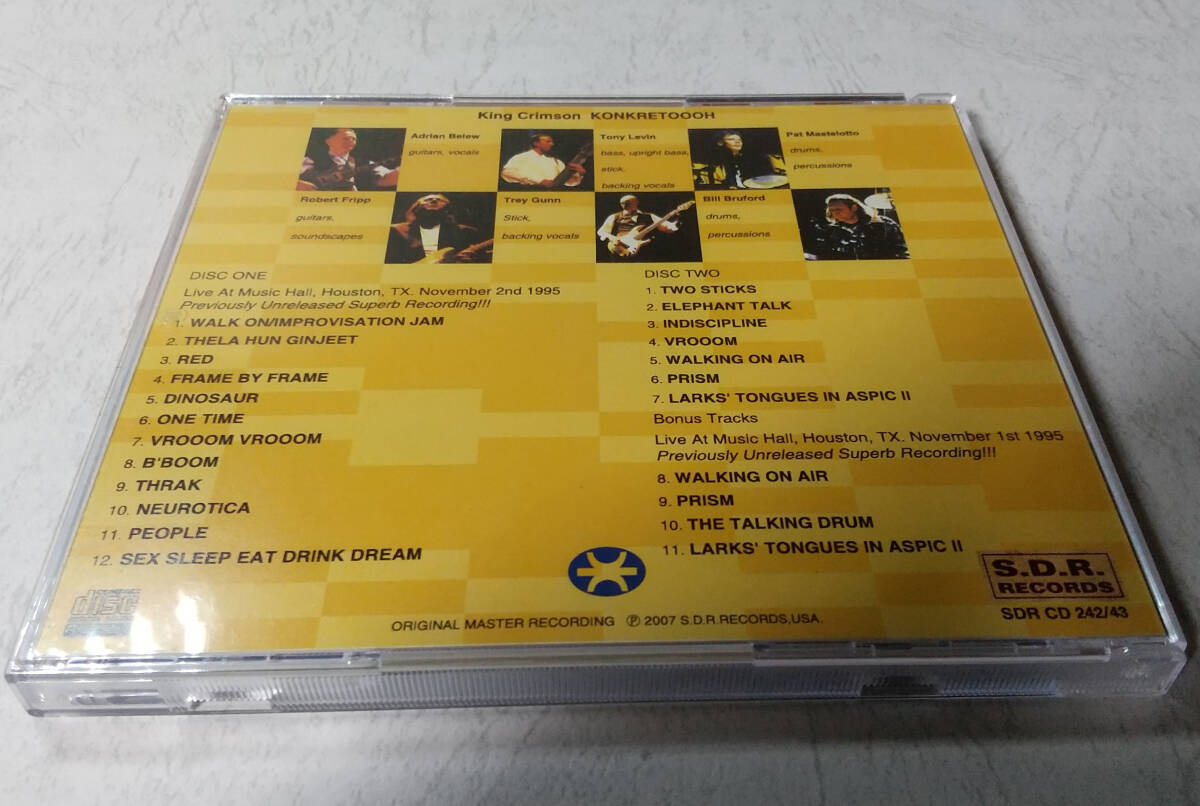 King Crimson KONKRETOOOH
Adrian Belew
guitars, vocals
Tony Levin
bass, upright bass,
stick,
backing vocals
Pat Mastelotto
drums,
percussions
Robert Fripp
guitars,
soundscapes
Trey Gunn
Stick,
backing vocals
Bill Bruford
drums,
percussions
DISC ONE
Live At Music Hall, Houston, TX. November 2nd 1995
Previously Unreleased Superb Recording!!!
1. WALK ON/IMPROVISATION JAM
2. THELA HUN GINJEET
3. RED
4. FRAME BY FRAME
5. DINOSAUR
6. ONE TIME
7. VROOOM VROOOM
8. B'BOOM
9. THRAK
10. NEUROTICA
11. PEOPLE
12. SEX SLEEP EAT DRINK DREAM
DISC TWO
1. TWO STICKS
2. ELEPHANT TALK
3. INDISCIPLINE
4. VROOOM
5. WALKING ON AIR
6. PRISM
7. LARKS' TONGUES IN ASPIC II
Bonus Tracks
Live At Music Hall, Houston, TX. November 1st 1995
Previously Unreleased Superb Recording!!!
8. WALKING ON AIR
9. PRISM
10. THE TALKING DRUM
11. LARKS' TONGUES IN ASPIC II
disc
ORIGINAL MASTER RECORDING ℗ 2007 S.D.R.RECORDS,USA.
S.D.R.
RECORDS
SDR CD 242/43